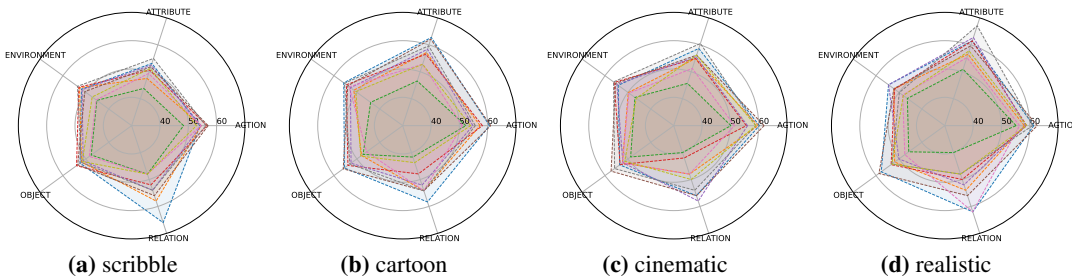 ATTRIBUTE
ENVIRONMENT
40 50 60
ACTION
OBJECT
RELATION
(a) scribble
ATTRIBUTE
ENVIRONMENT
40 50 60
ACTION
OBJECT
RELATION
(b) cartoon
ATTRIBUTE
ENVIRONMENT
40 50 60
ACTION
OBJECT
RELATION
(c) cinematic
ATTRIBUTE
ENVIRONMENT
40 50 60
ACTION
OBJECT
RELATION
(d) realistic